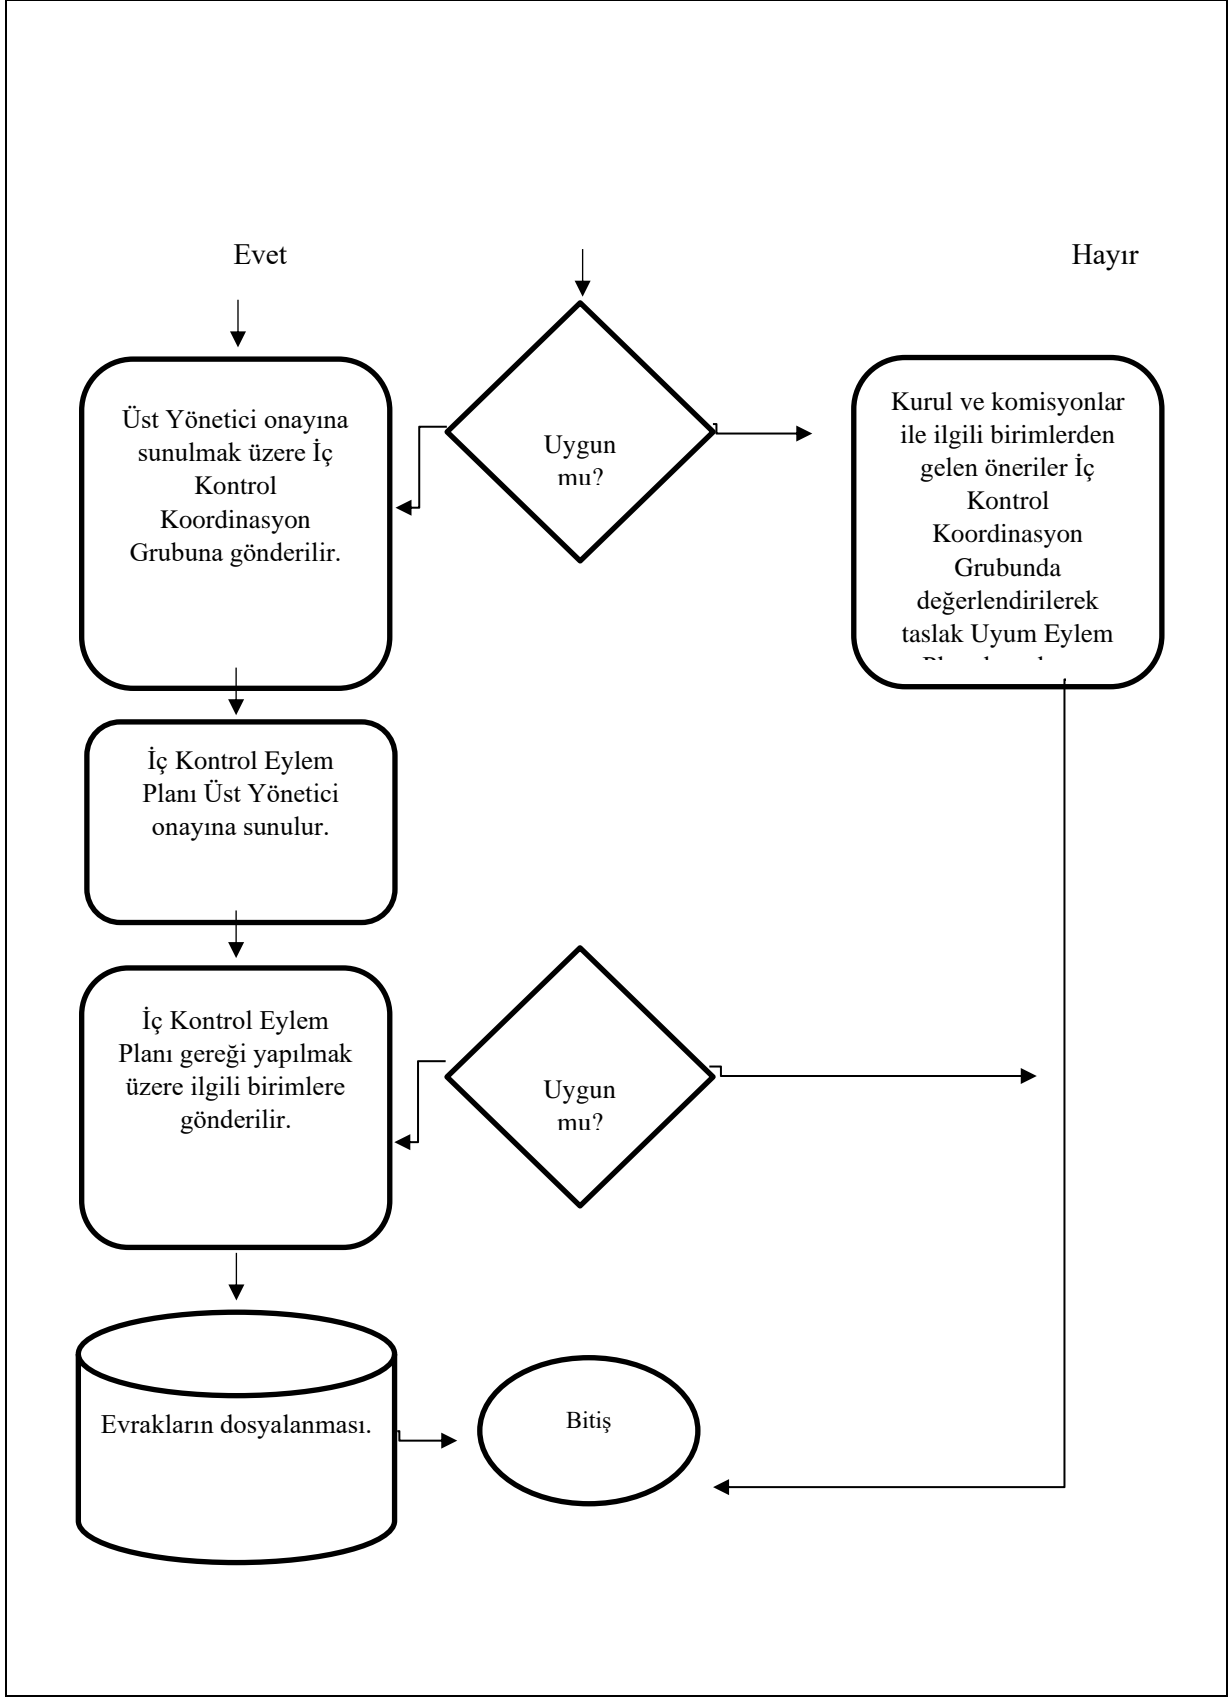 Evet
Hayır
Üst Yönetici onayına
sunulmak üzere İç
Kontrol
Koordinasyon
Grubuna gönderilir.
Uygun
mu?
Kurul ve komisyonlar
ile ilgili birimlerden
gelen öneriler İç
Kontrol
Koordinasyon
Grubunda
değerlendirilerek
taslak Uyum Eylem
İç Kontrol Eylem
Planı Üst Yönetici
onayına sunulur.
İç Kontrol Eylem
Planı gereği yapılmak
üzere ilgili birimlere
gönderilir.
Uygun
mu?
Evrakların dosyalanması.
Bitiş